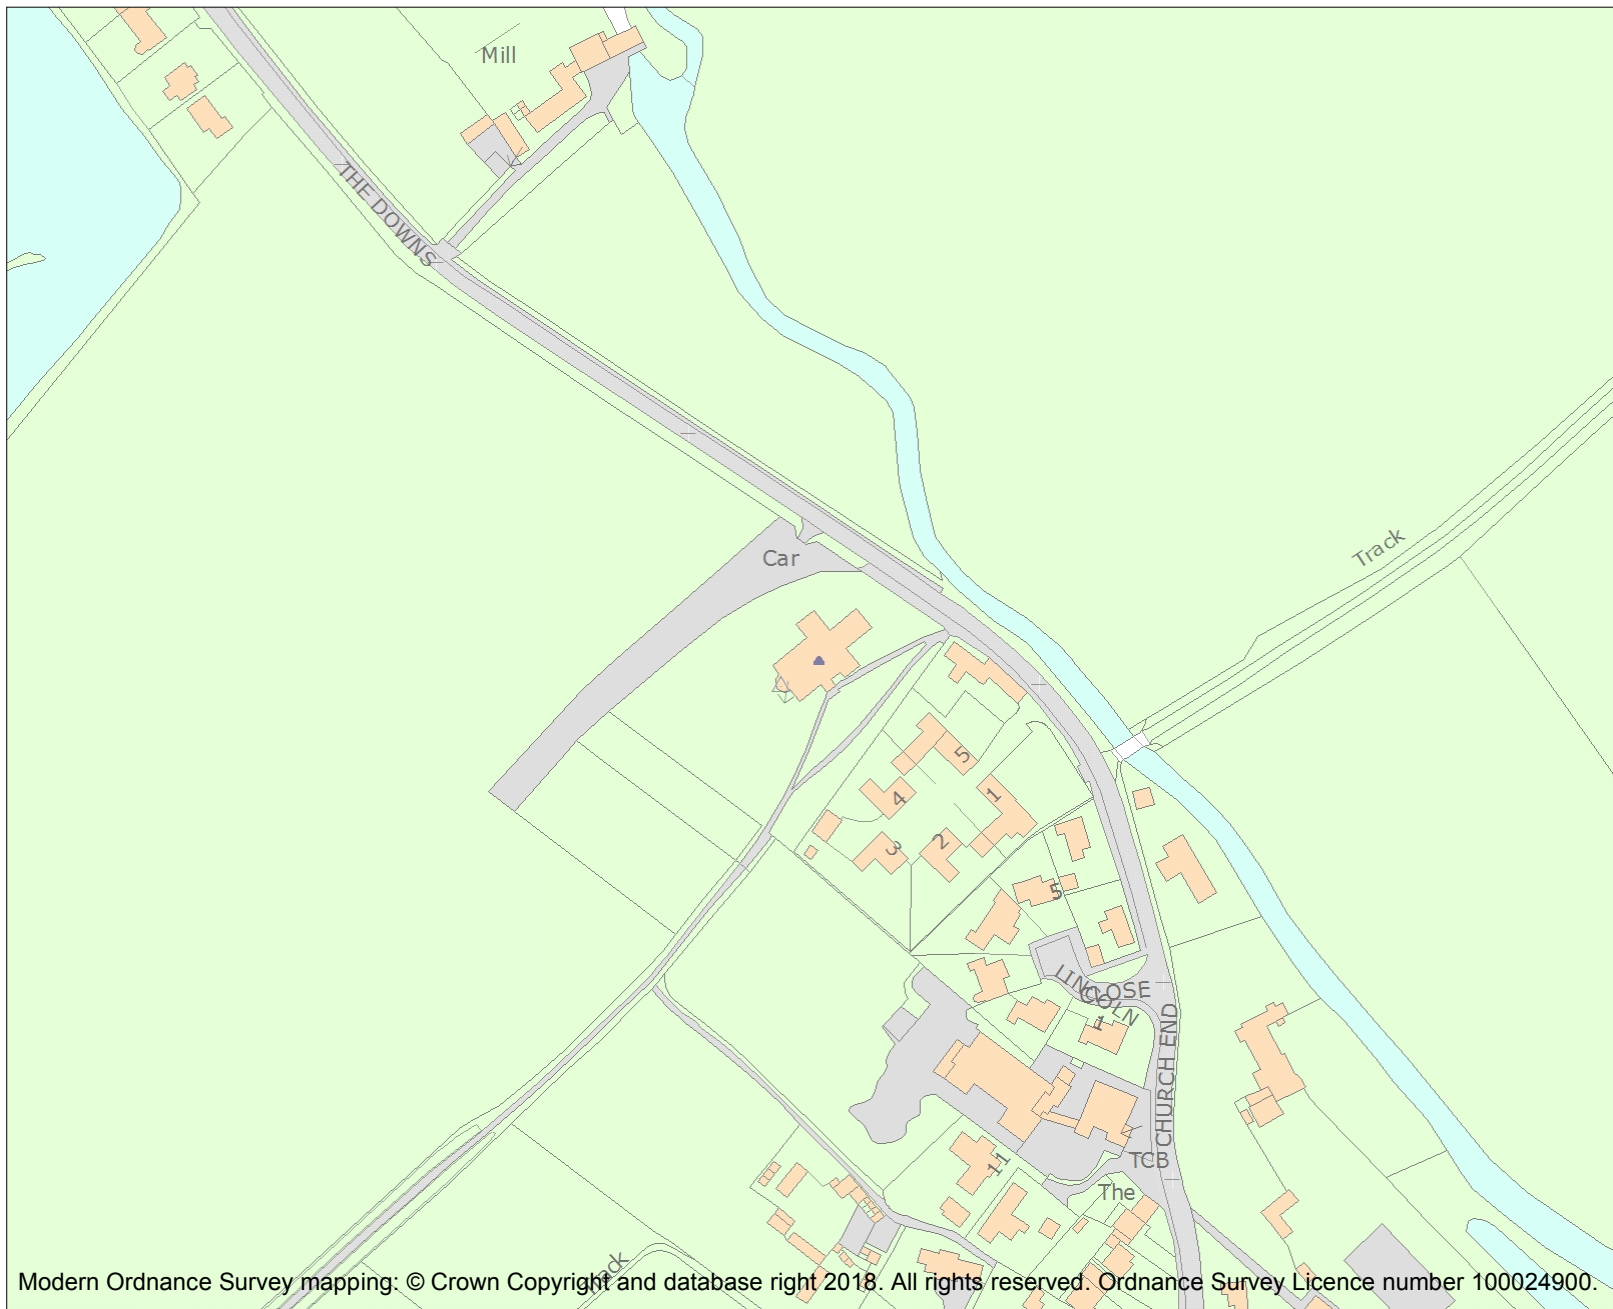 Mill
THE DOWNS
Car
Track
5
1
4
2
3
5
LINCOLN
CLOSE
1
CHURCH END
11
TCB
The
Modern Ordnance Survey mapping: © Crown Copyright and database right 2018. All rights reserved. Ordnance Survey Licence number 100024900.